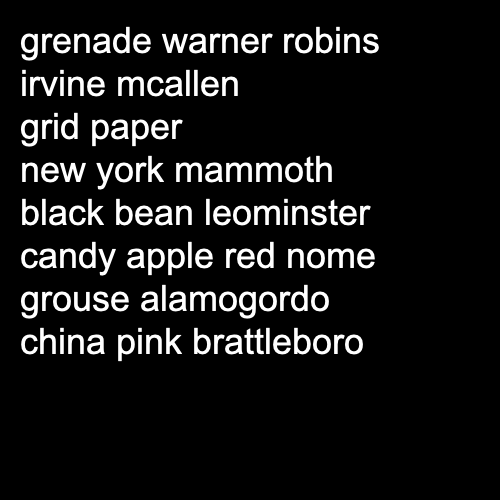 grenade warner robins
irvine mcallen
grid paper
new york mammoth
black bean leominster
candy apple red nome
grouse alamogordo
china pink brattleboro